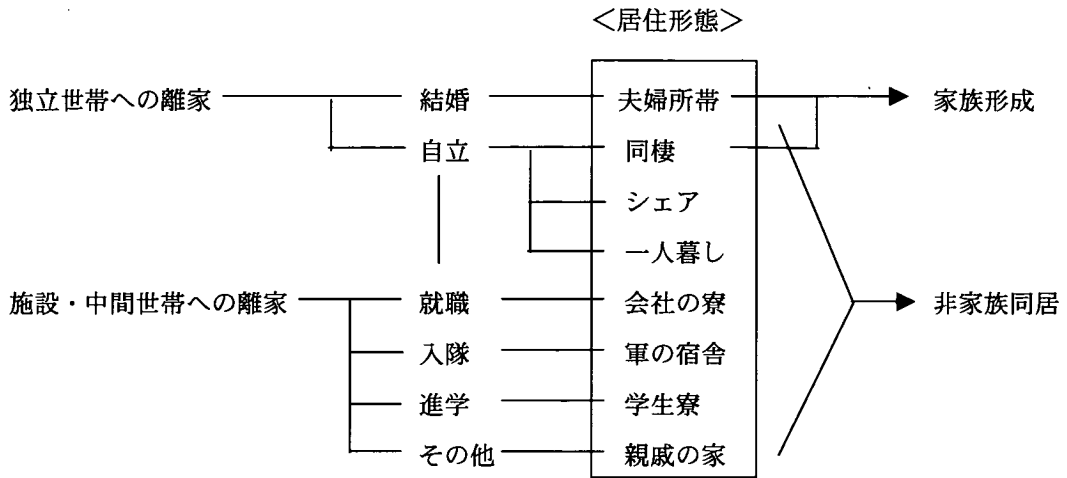 <居住形態>
独立世帯への離家 結婚 夫婦所帯 家族形成
自立 同棲
シェア
一人暮し
施設・中間世帯への離家 就職 会社の寮 非家族同居
入隊 軍の宿舎
進学 学生寮
その他 親戚の家